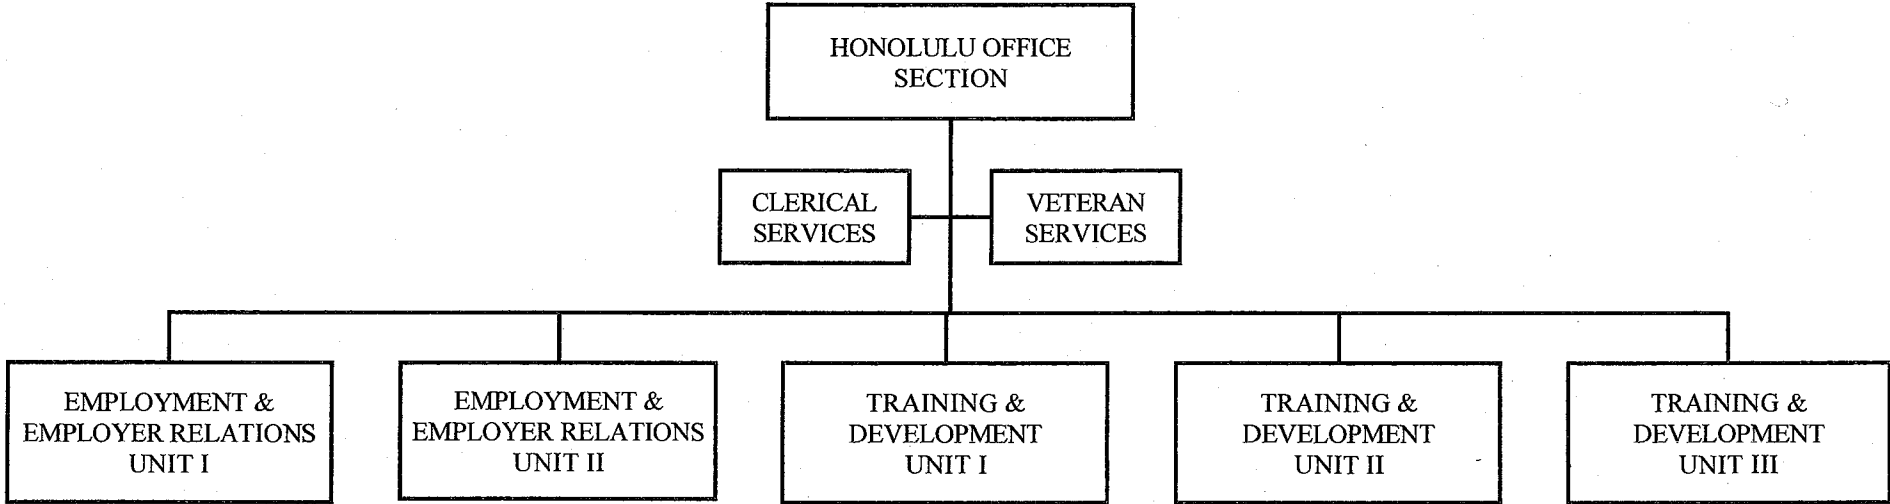 HONOLULU OFFICE
SECTION
CLERICAL
SERVICES
VETERAN
SERVICES
EMPLOYMENT &
EMPLOYER RELATIONS
UNIT I
EMPLOYMENT &
EMPLOYER RELATIONS
UNIT II
TRAINING &
DEVELOPMENT
UNIT I
TRAINING &
DEVELOPMENT
UNIT II
TRAINING &
DEVELOPMENT
UNIT III